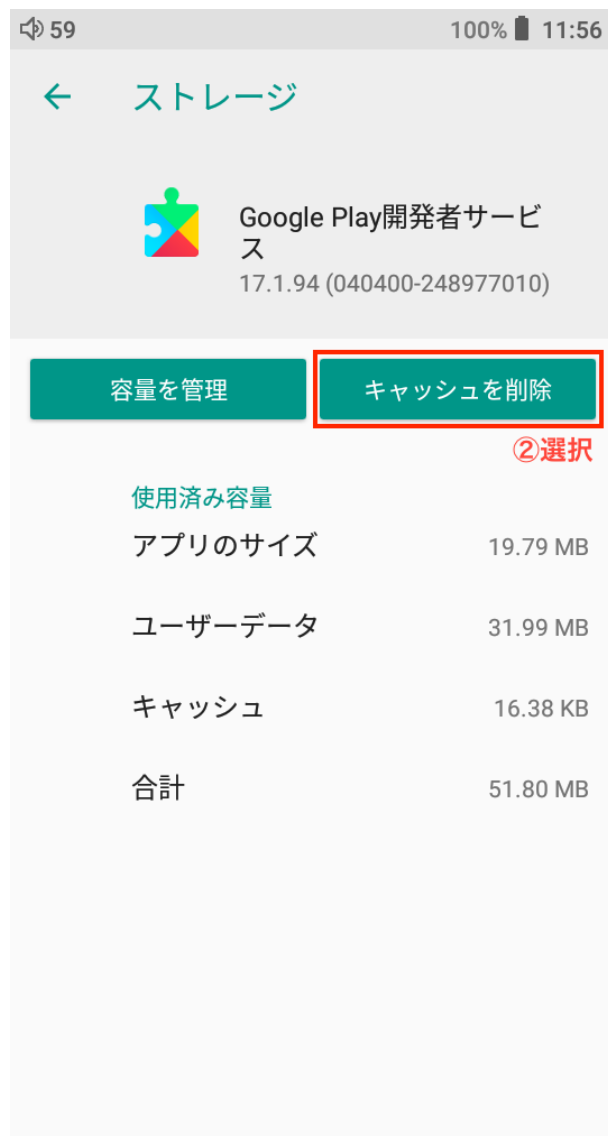 59 100% 11:56
ストレージ
Google Play開発者サービ
ス
17.1.94 (040400-248977010)
容量を管理 キャッシュを削除
②選択
使用済み容量
アプリのサイズ 19.79 MB
ユーザーデータ 31.99 MB
キャッシュ 16.38 KB
合計 51.80 MB